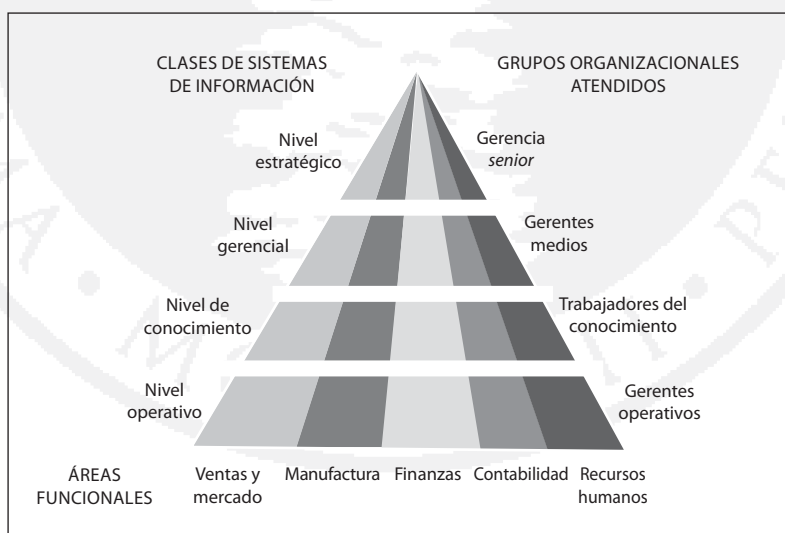 CLASES DE SISTEMAS
DE INFORMACIÓN
GRUPOS ORGANIZACIONALES
ATENDIDOS
Nivel
estratégico
Gerencia
senior
Nivel
gerencial
Gerentes
medios
Nivel de
conocimiento
Trabajadores del
conocimiento
Nivel
operativo
Gerentes
operativos
ÁREAS
FUNCIONALES
Ventas y
mercado
Manufactura
Finanzas
Contabilidad
Recursos
humanos